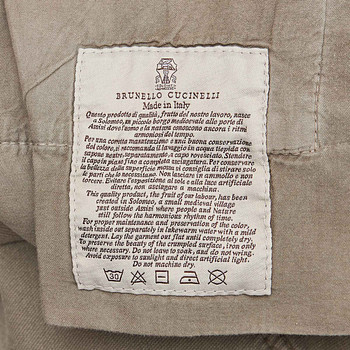 BRUNELLO CUCINELLI
Made in Italy
Questo prodotto di qualità, frutto del nostro lavoro, nasce
a Solomeo, un piccolo borgo medioevale alle porte di
Assisi dove l'uomo e la natura conoscono ancora i ritmi
armoniosi del tempo.
Per una corretta manutenzione e una buona conservazione
del colore, si raccomanda il lavaggio in acqua tiepida con
sapone neutro, separatamente a capo rovesciato. Stendere
il capo in piano fino a completa asciugatura. Per conservare
la bellezza della superficie mossa vi consiglia di stirare solo
le parti che lo necessitano. Non lasciare in ammollo e non
torcere. Evitare l'esposizione al sole e alla luce artificiale
diretta, non asciugare a macchina.
This quality product, the fruit of our labour, has been
created in Solomeo, a small medieval village
just outside Assisi where people and Nature
still follow the harmonious rhythm of time.
For proper maintenance and preservation of the color,
wash inside out separately in lukewarm water with a mild
detergent. Lay the garment out flat until completely dry.
To preserve the beauty of the crumpled surface, iron only
where necessary. Do not leave to soak, and do not wring.
Avoid exposure to sunlight and direct artificial light.
Do not machine dry.
30